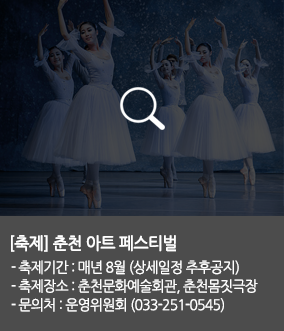 [축제] 춘천 아트 페스티벌
- 축제기간 : 매년 8월 (상세일정 추후공지)
- 축제장소 : 춘천문화예술회관, 춘천몸짓극장
- 문의처 : 운영위원회 (033-251-0545)